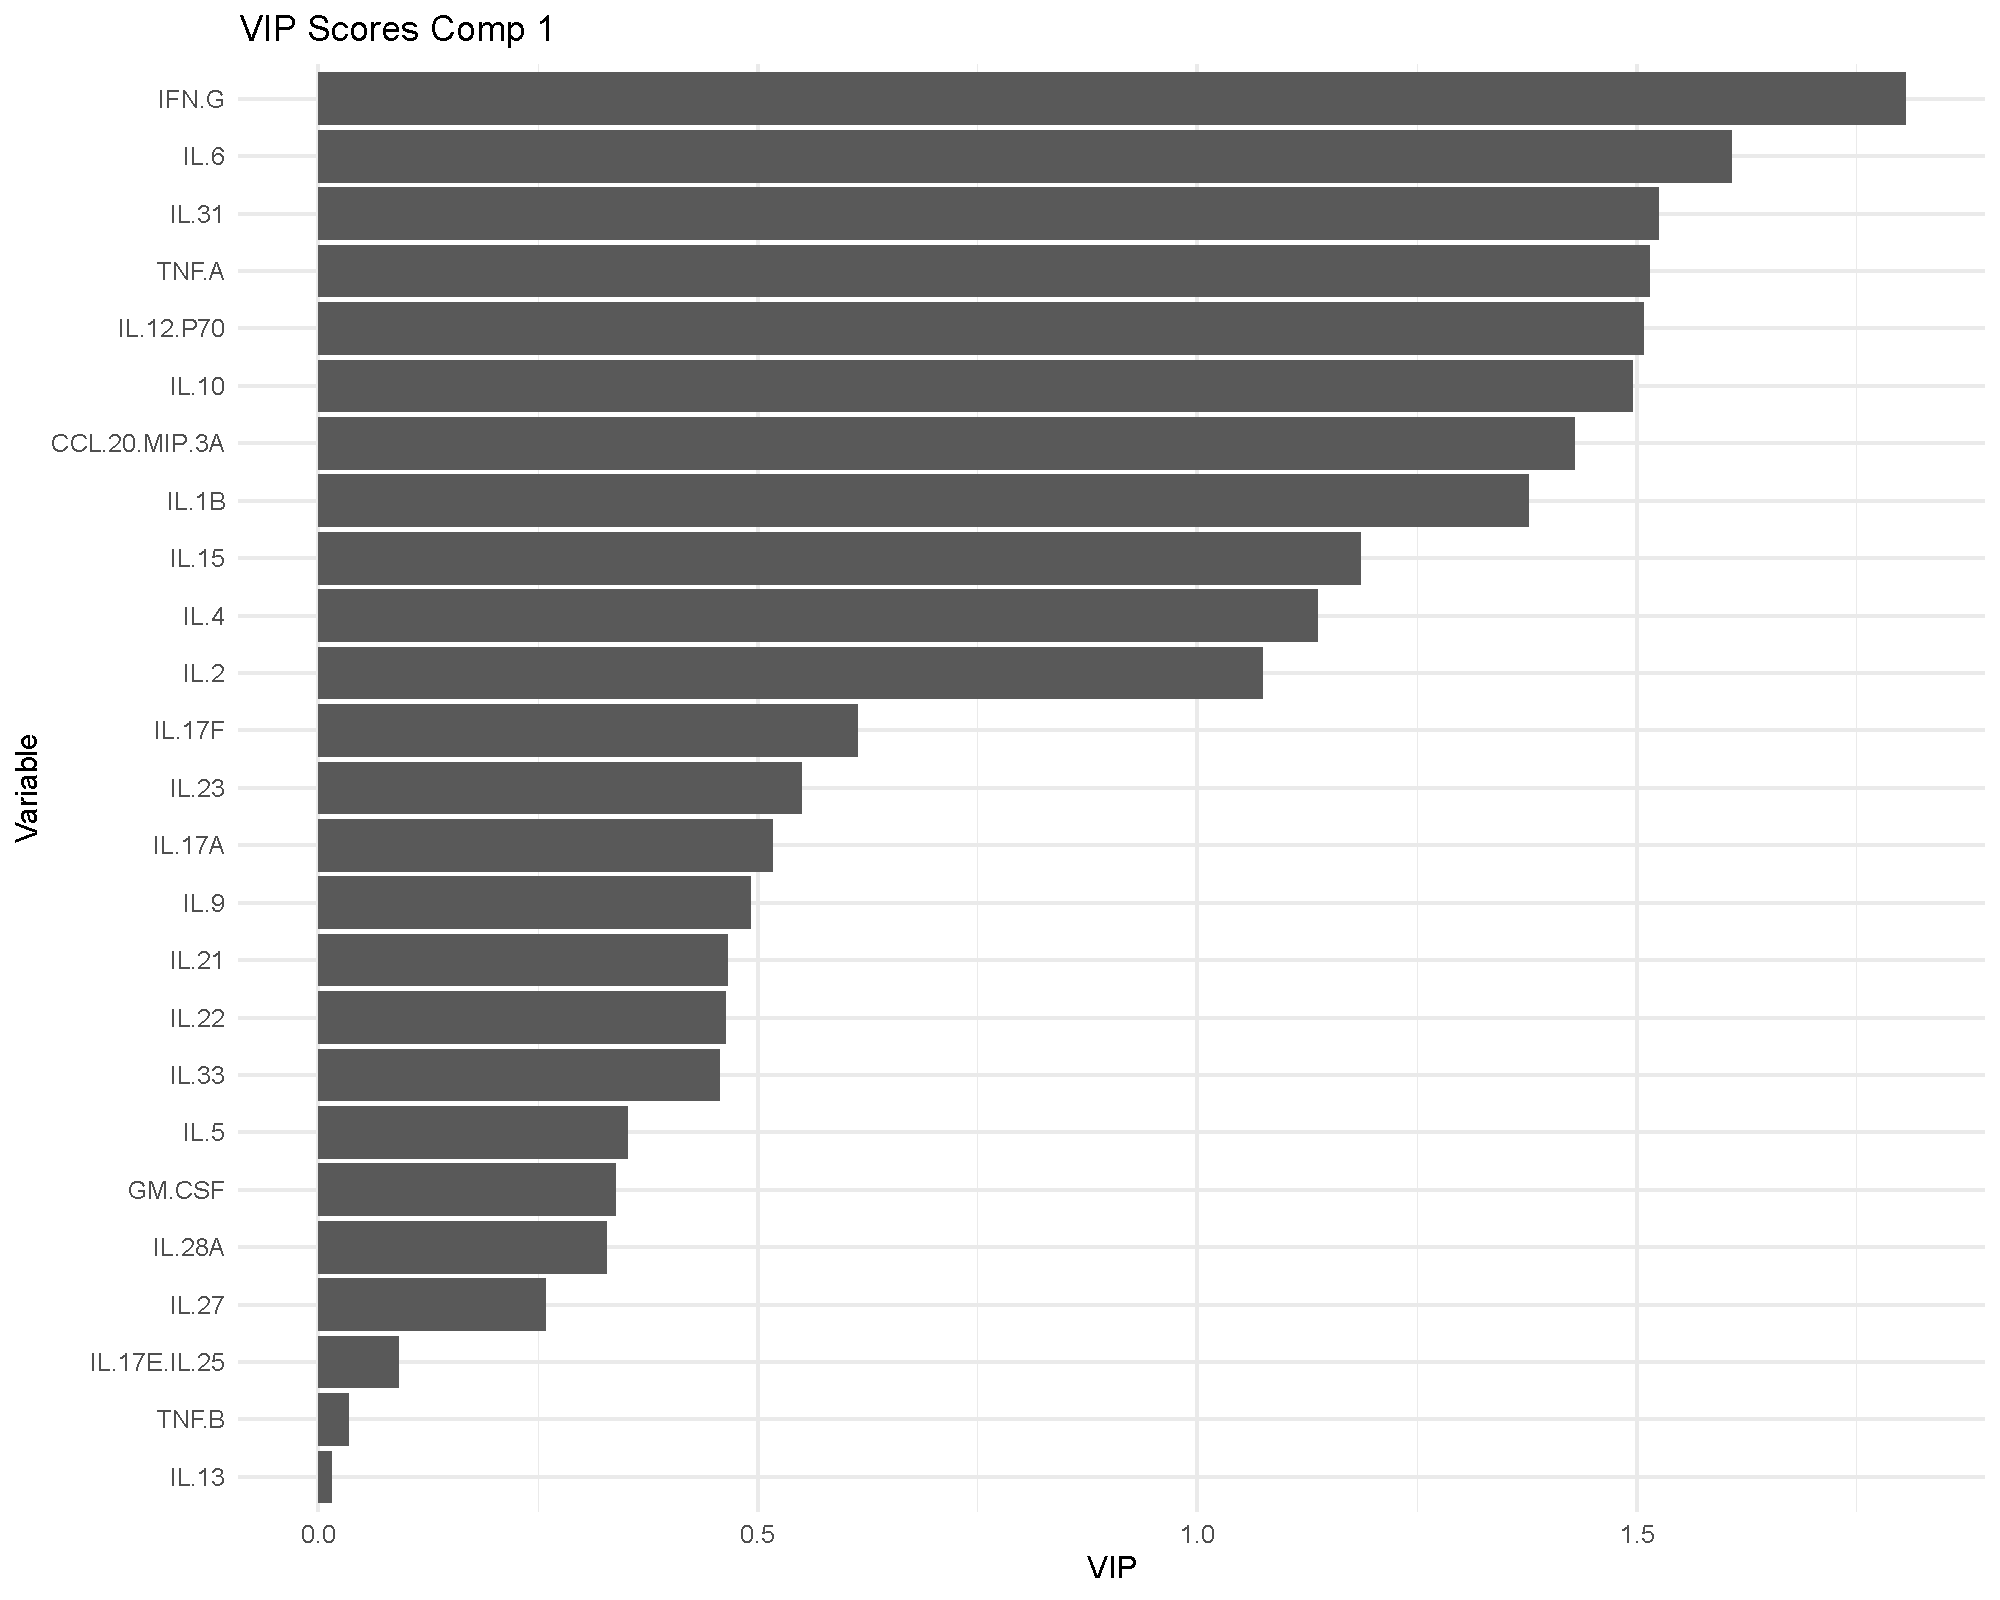 VIP Scores Comp 1
IFN.G
IL.6
IL.31
TNF.A
IL.12.P70
IL.10
CCL.20.MIP.3A
IL.1B
IL.15
IL.4
IL.2
IL.17F
IL.23
IL.17A
IL.9
IL.21
IL.22
IL.33
IL.5
GM.CSF
IL.28A
IL.27
IL.17E.IL.25
TNF.B
IL.13
Variable
0.0 0.5 1.0 1.5
VIP